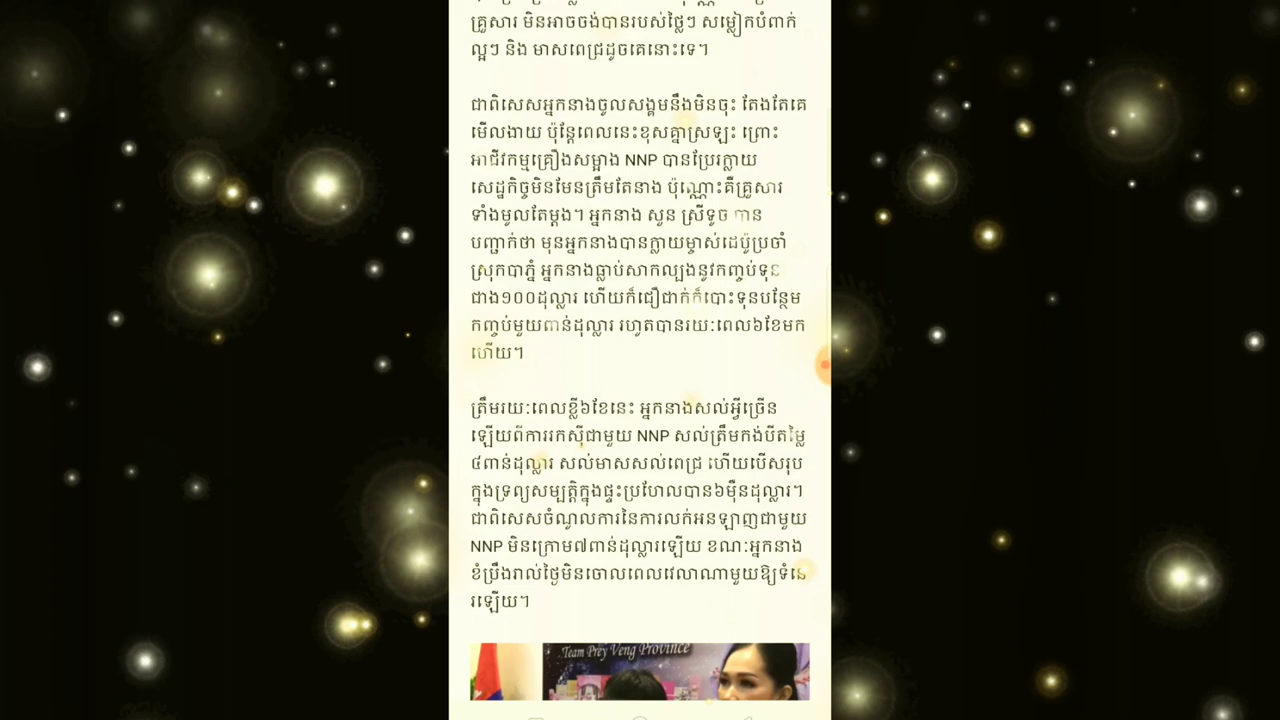 គ្រួសារ មិនអាចចង់បានរបស់ថ្លៃៗ សម្លៀកបំពាក់
ល្អៗ និង មាសពេជ្រដូចគេនោះទេ។
ជាពិសេសអ្នកនាងចូលសង្គមនឹងមិនចុះ តែងតែគេ
មើលងាយ ប៉ុន្តែពេលនេះខុសគ្នាស្រឡះ ព្រោះ
អាជីវកម្មគ្រឿងសម្អាង NNP បានប្រែរក្លាយ
សេដ្ឋកិច្ចមិនមែនត្រឹមតែនាង ប៉ុណ្ណោះគឺគ្រួសារ
ទាំងមូលតែម្ដង។ អ្នកនាង សួន ស្រីទូច បាន
បញ្ជាក់ថា មុនអ្នកនាងបានក្លាយម្ចាស់ដេប៉ូប្រចាំ
ស្រុកបាភ្នំ អ្នកនាងធ្លាប់សាកល្បងនូវកញ្ចប់ទុន
ជាង១០០ដុល្លារ ហើយក៏ជឿជាក់ក៏បោះទុនបន្ថែម
កញ្ចប់មួយពាន់ដុល្លារ រហូតបានរយៈពេល៦ខែមក
ហើយ។
ត្រឹមរយៈពេលខ្លី៦ខែនេះ អ្នកនាងសល់អ្វីច្រើន
ឡើយពីការរកស៊ីជាមួយ NNP សល់ត្រឹមកង់បីតម្លៃ
៤ពាន់ដុល្លារ សល់មាសសល់ពេជ្រ ហើយបើសរុប
ក្នុងទ្រព្យសម្បត្តិក្នុងផ្ទះប្រហែលបាន៦ម៉ឺនដុល្លារ។
ជាពិសេសចំណូលការនៃការលក់អនឡាញជាមួយ
NNP មិនក្រោម៧ពាន់ដុល្លារឡើយ ខណៈអ្នកនាង
ខំប្រឹងរាល់ថ្ងៃមិនចោលពេលវេលាណាមួយឱ្យទំនេ
រឡើយ។
Team Prey Veng Province